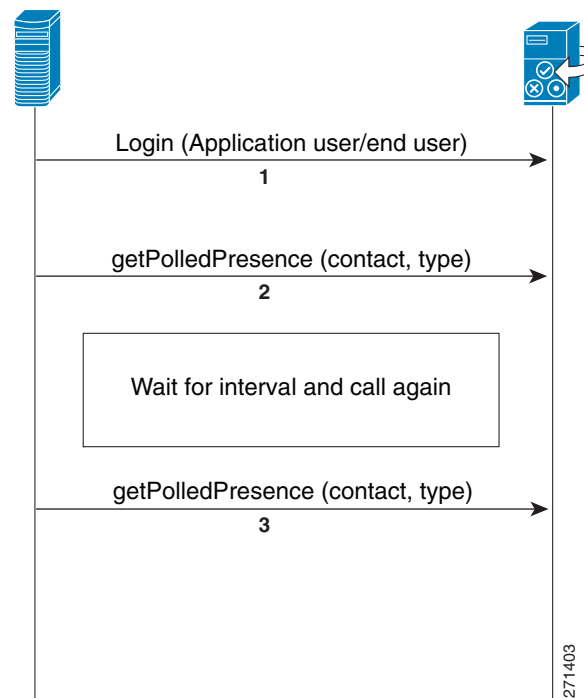 Login (Application user/end user)
1
getPolledPresence (contact, type)
2
Wait for interval and call again
getPolledPresence (contact, type)
3
271403